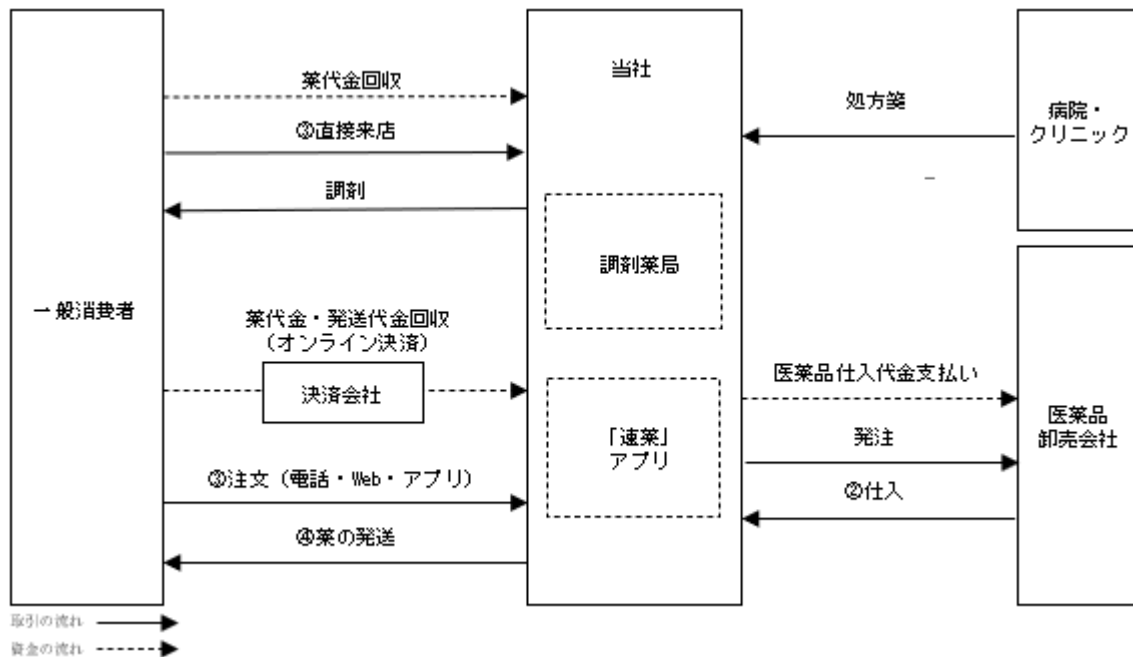 薬代金回収
③直接来店
調剤
一般消費者
薬代金・発送代金回収
（オンライン決済）
決済会社
③注文（電話・Web・アプリ）
④薬の発送
当社
調剤薬局
「速薬」
アプリ
処方箋
病院・
クリニック
医薬品仕入代金支払い
発注
②仕入
医薬品
卸売会社
取引の流れ
資金の流れ